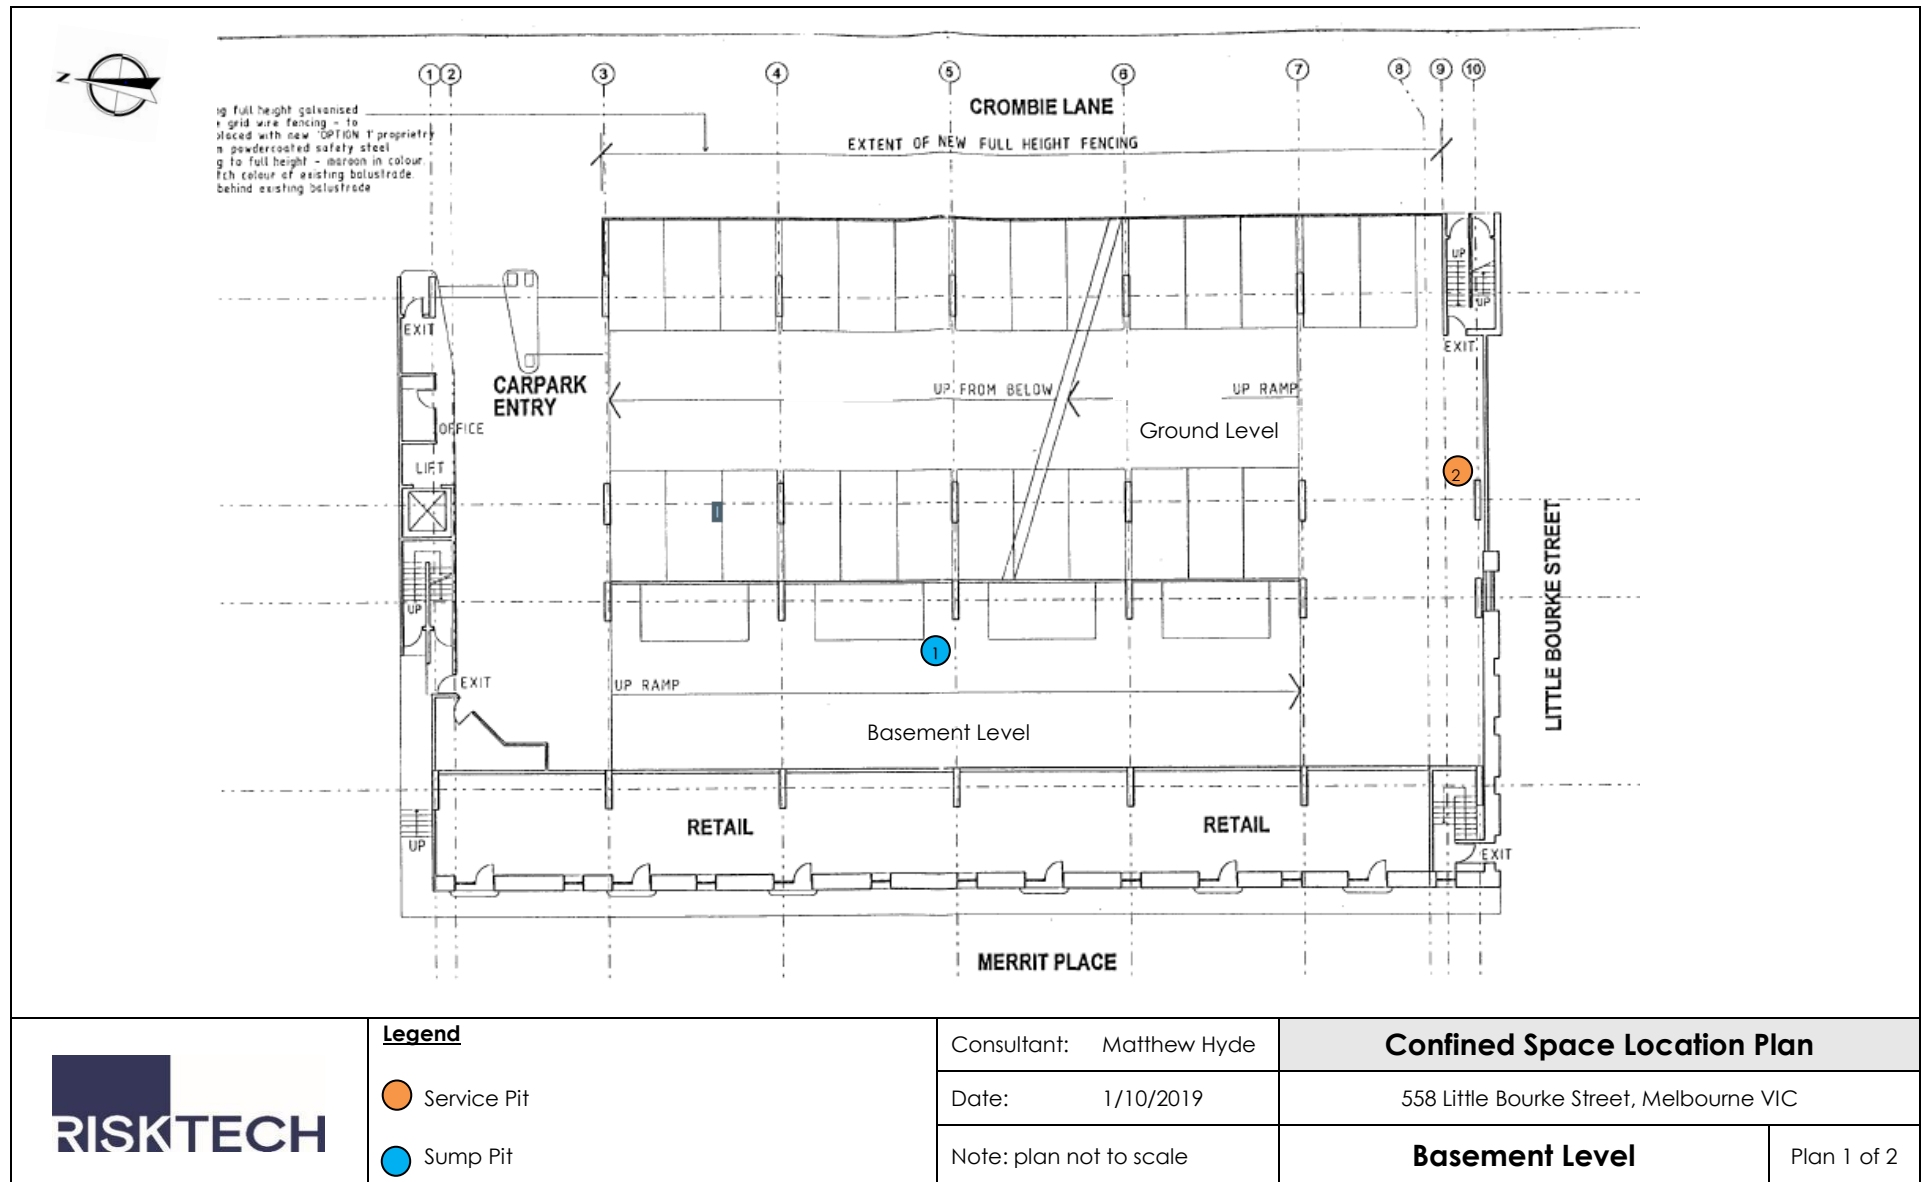 Z
1 2 3 4 5 6 7 8 9 10
CROMBIE LANE
EXTENT OF NEW FULL HEIGHT FENCING
full height galvanised
grid wire fencing - to
with new 'OPTION 1' proprietry
powdercoated safety steel
to full height - maroon in colour.
colour of existing balustrade.
behind existing balustrade
UP
UP
EXIT
EXIT
CARPARK
ENTRY
UP FROM BELOW
UP RAMP
OFFICE
Ground Level
LIFT
2
1
UP
EXIT
UP RAMP
Basement Level
LITTLE BOURKE STREET
RETAIL
RETAIL
UP
EXIT
MERRIT PLACE
RISKTECH
Legend
Service Pit
Sump Pit
Consultant: Matthew Hyde
Date: 1/10/2019
Note: plan not to scale
Confined Space Location Plan
558 Little Bourke Street, Melbourne VIC
Basement Level
Plan 1 of 2